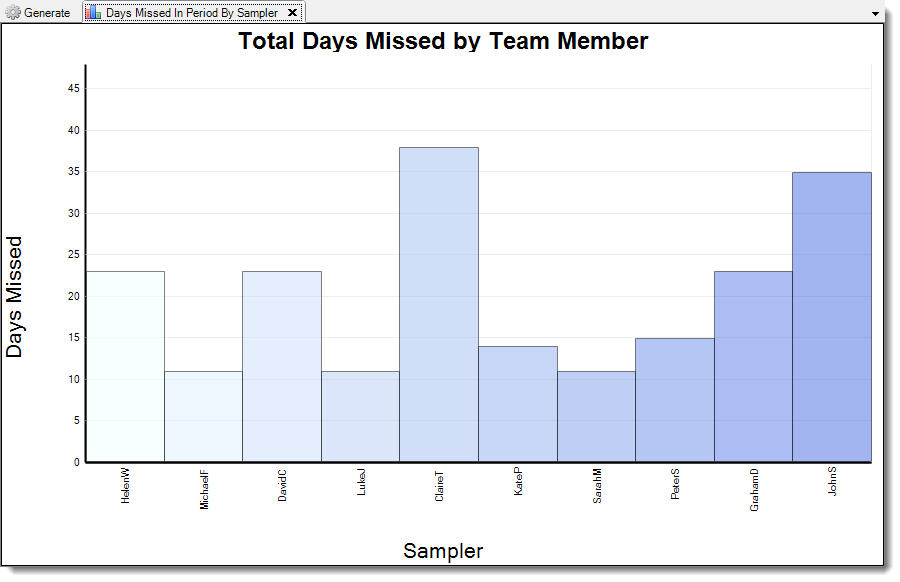 Generate
Days Missed In Period By Sampler
Total Days Missed by Team Member
Days Missed
45
40
35
30
25
20
15
10
5
0
HelenW
MichaelF
DavidC
LukeJ
ClaireT
KateP
SarahM
PeterS
GrahamD
JohnS
Sampler